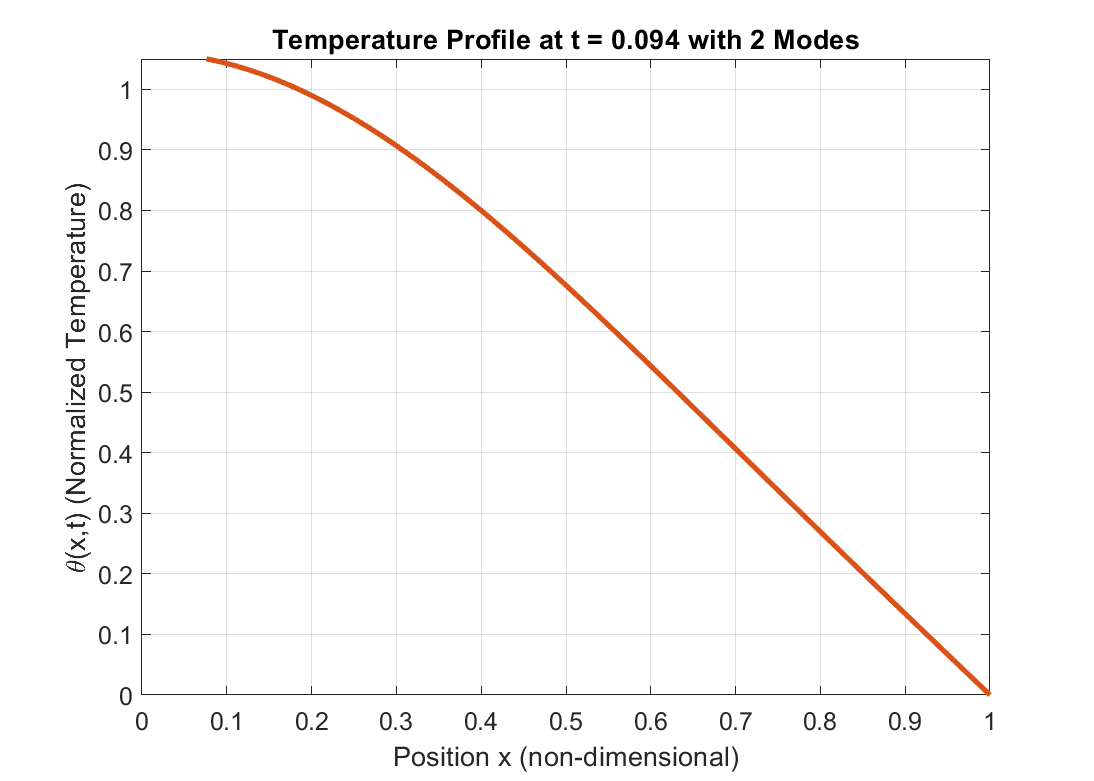 Temperature Profile at t = 0.094 with 2 Modes
θ(x,t) (Normalized Temperature)
1
0.9
0.8
0.7
0.6
0.5
0.4
0.3
0.2
0.1
0
0 0.1 0.2 0.3 0.4 0.5 0.6 0.7 0.8 0.9 1
Position x (non-dimensional)